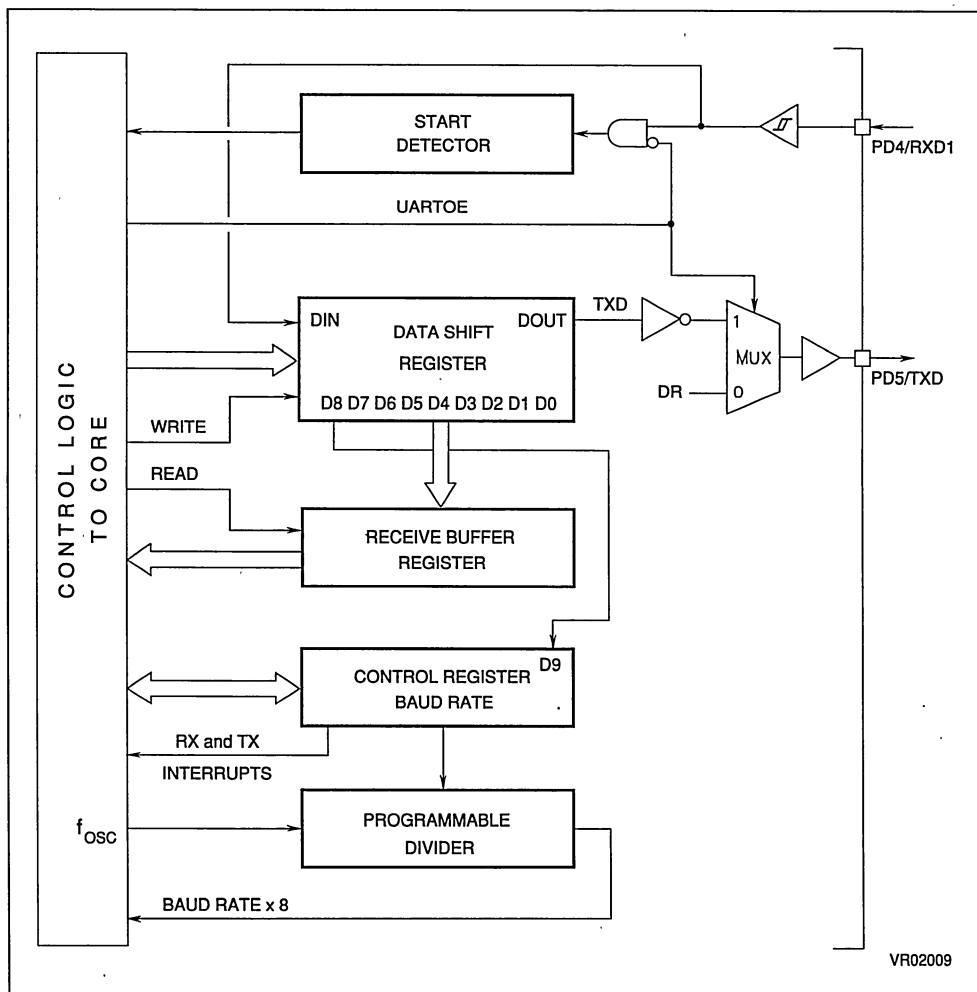 CONTROL LOGIC
TO CORE
START
DETECTOR
PD4/RXD1
UARTOE
DIN
DATA SHIFT
REGISTER
DOUT
D8 D7 D6 D5 D4 D3 D2 D1 D0
TXD
1
MUX
0
DR
PD5/TXD
WRITE
READ
RECEIVE BUFFER
REGISTER
D9
CONTROL REGISTER
BAUD RATE
RX and TX
INTERRUPTS
fOSC
PROGRAMMABLE
DIVIDER
BAUD RATE x 8
VR02009